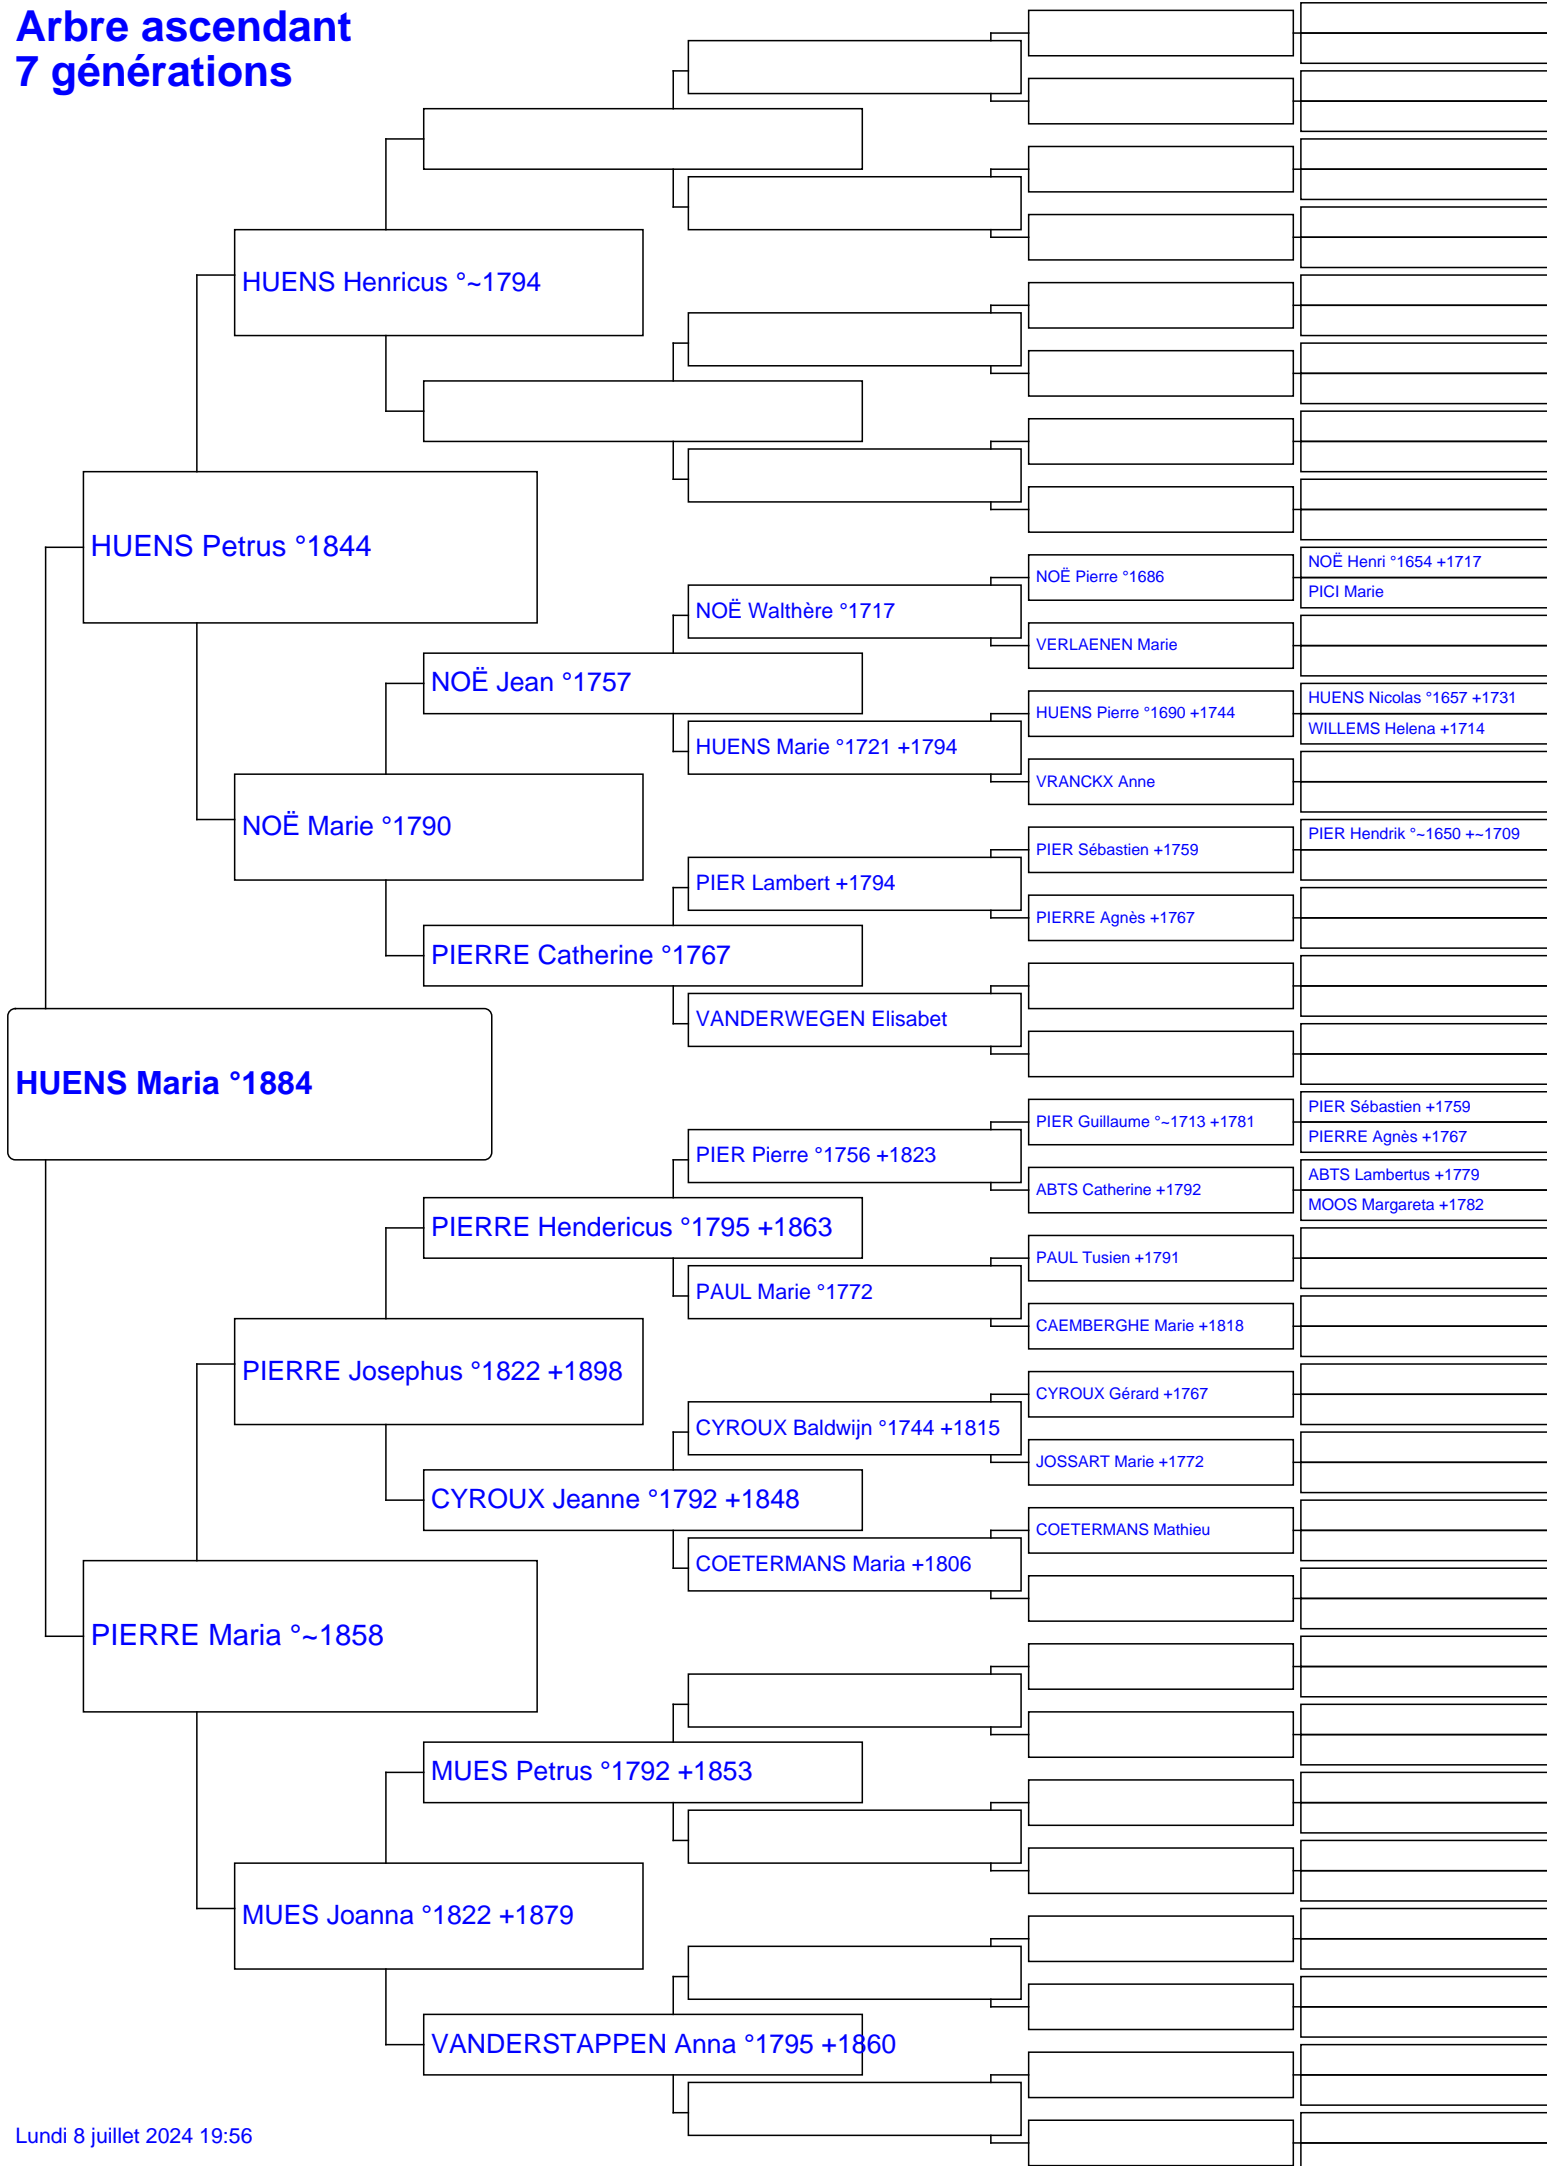 Arbre ascendant
7 générations
HUENS Henricus °~1794
HUENS Petrus °1844
NOË Pierre °1686
NOË Henri °1654 +1717
PICI Marie
NOË Walthère °1717
VERLAENEN Marie
NOË Jean °1757
HUENS Pierre °1690 +1744
HUENS Nicolas °1657 +1731
WILLEMS Helena +1714
HUENS Marie °1721 +1794
VRANCKX Anne
NOË Marie °1790
PIER Sébastien +1759
PIER Hendrik °~1650 +~1709
PIER Lambert +1794
PIERRE Agnès +1767
PIERRE Catherine °1767
VANDERWEGEN Elisabet
HUENS Maria °1884
PIER Guillaume °~1713 +1781
PIER Sébastien +1759
PIERRE Agnès +1767
PIER Pierre °1756 +1823
ABTS Catherine +1792
ABTS Lambertus +1779
MOOS Margareta +1782
PIERRE Hendericus °1795 +1863
PAUL Tusien +1791
PAUL Marie °1772
CAEMBERGHE Marie +1818
PIERRE Josephus °1822 +1898
CYROUX Gérard +1767
CYROUX Baldwijn °1744 +1815
JOSSART Marie +1772
CYROUX Jeanne °1792 +1848
COETERMANS Mathieu
COETERMANS Maria +1806
PIERRE Maria °~1858
MUES Petrus °1792 +1853
MUES Joanna °1822 +1879
VANDERSTAPPEN Anna °1795 +1860
Lundi 8 juillet 2024 19:56